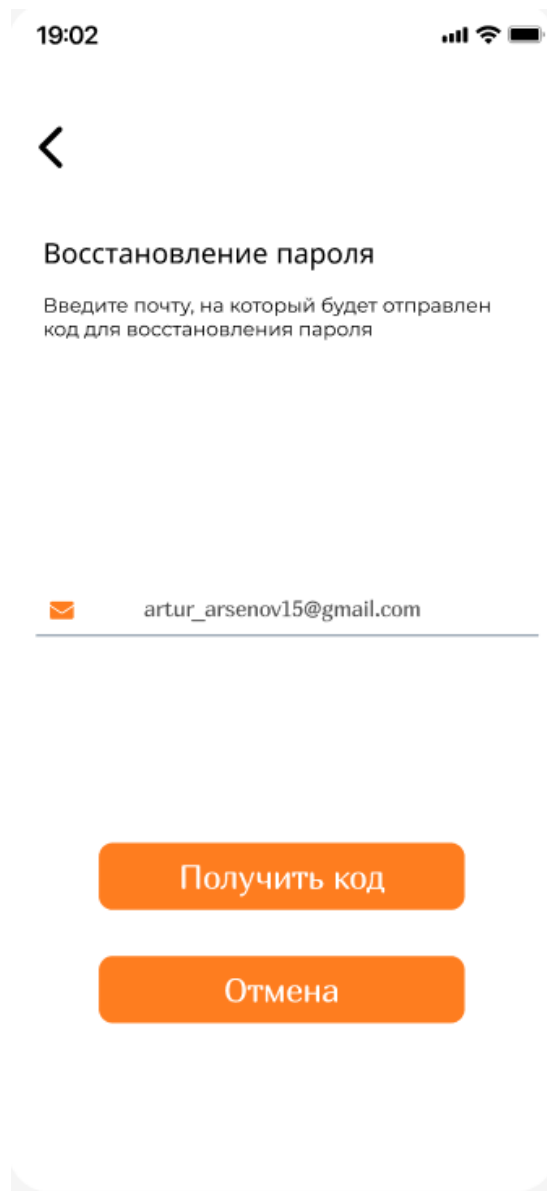 19:02
Восстановление пароля
Введите почту, на который будет отправлен
код для восстановления пароля
artur_arsenov15@gmail.com
Получить код
Отмена